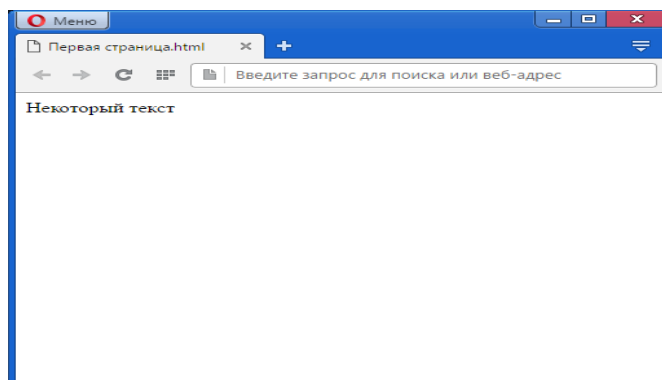 Меню
Первая страница.html
Введите запрос для поиска или веб-адрес
Некоторый текст